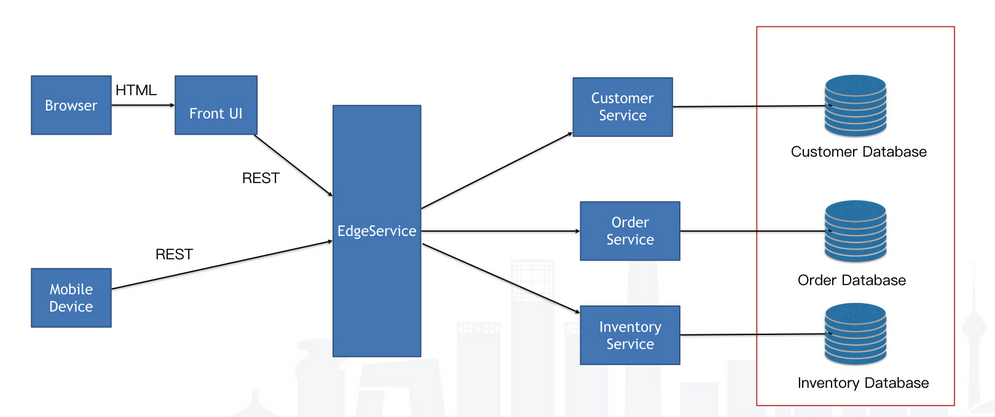 Browser
HTML
Front UI
REST
EdgeService
REST
Mobile
Device
Customer
Service
Order
Service
Inventory
Service
Customer Database
Order Database
Inventory Database